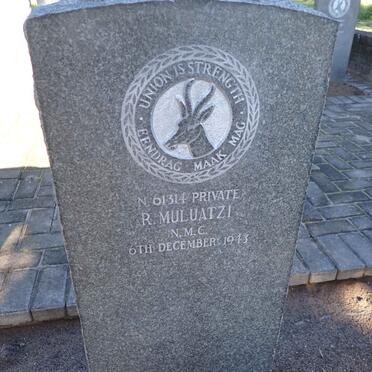 UNION IS STRENGTH
EENDRAG MAAK MAG
N. 61314 PRIVATE
R. MULUATZI
N.M.C.
6TH DECEMBER 1943